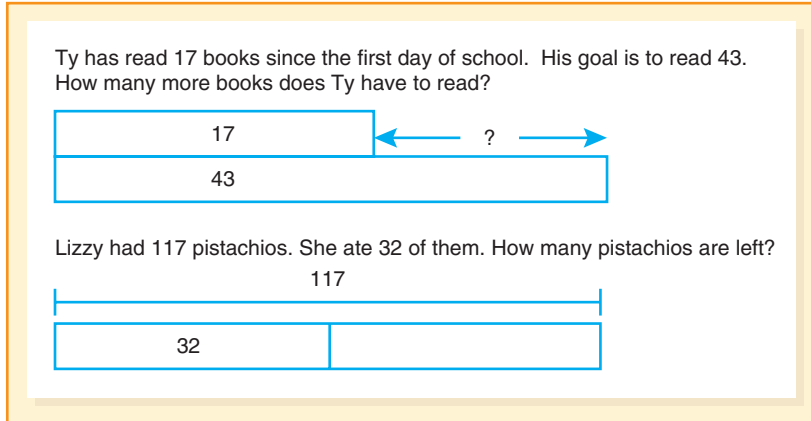 Ty has read 17 books since the first day of school. His goal is to read 43.
How many more books does Ty have to read?
17
?
43
Lizzy had 117 pistachios. She ate 32 of them. How many pistachios are left?
117
32